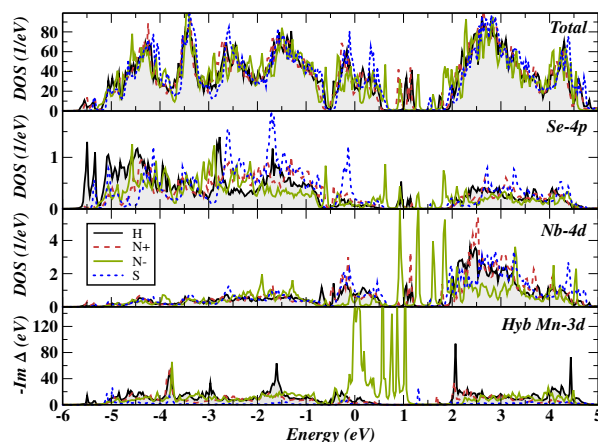 80
60
40
20
0
DOS (1/eV)
Total
1
0
DOS (1/eV)
Se-4p
4
2
0
DOS (1/eV)
Nb-4d
H
N+
N-
S
120
80
40
0
-Im Δ (eV)
Hyb Mn-3d
-6 -5 -4 -3 -2 -1 0 1 2 3 4 5
Energy (eV)